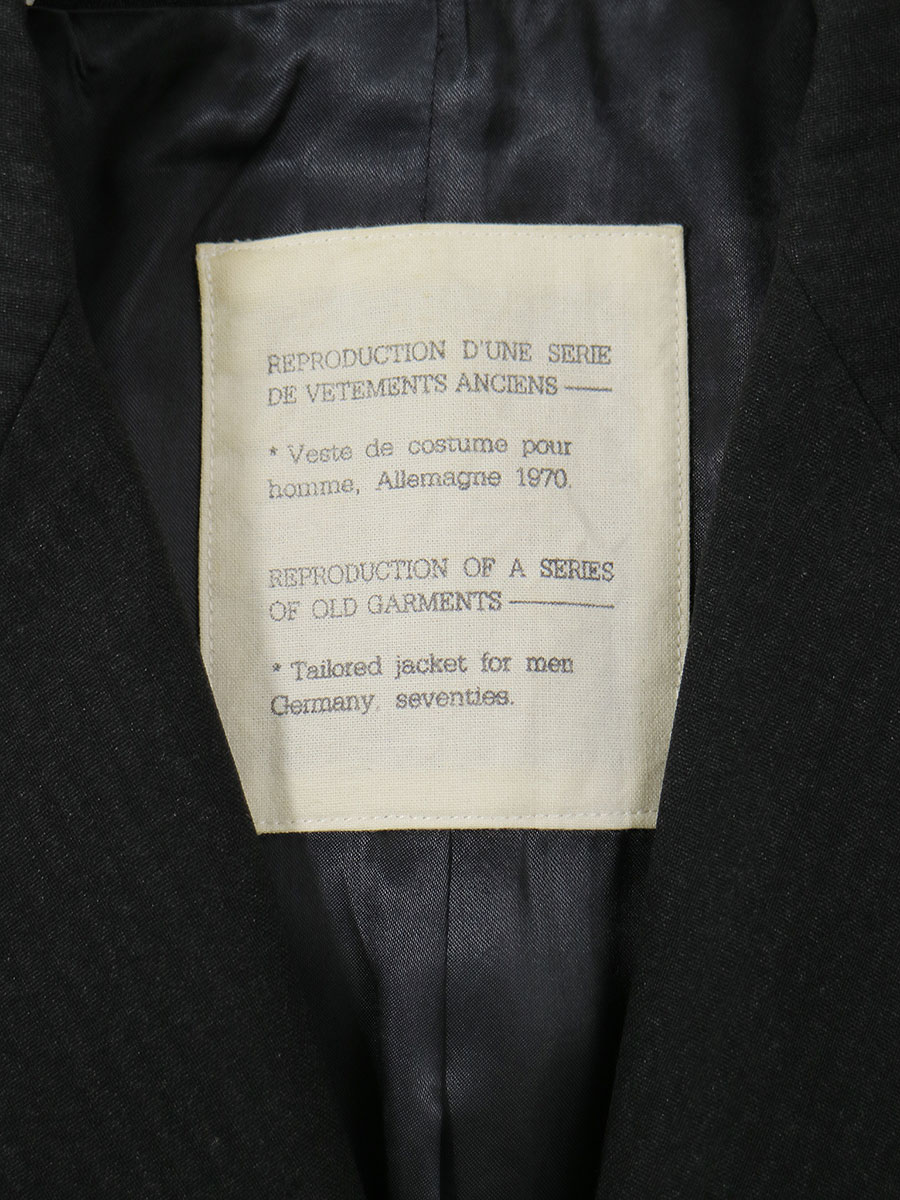 REPRODUCTION D'UNE SERIE
DE VETEMENTS ANCIENS —
* Veste de costume pour
homme, Allemagne 1970.
REPRODUCTION OF A SERIES
OF OLD GARMENTS —
* Tailored jacket for men
Germany, seventies.